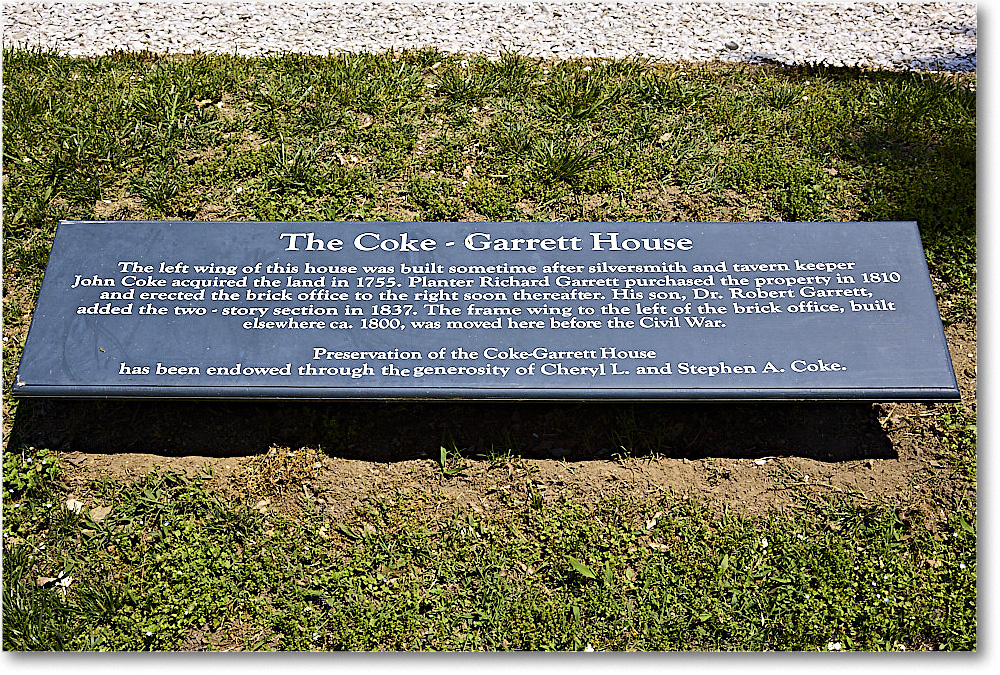 The Coke - Garrett House
The left wing of this house was built sometime after silversmith and tavern keeper
John Coke acquired the land in 1755. Planter Richard Garrett purchased the property in 1810
and erected the brick office to the right soon thereafter. His son, Dr. Robert Garrett,
added the two - story section in 1837. The frame wing to the left of the brick office, built
elsewhere ca. 1800, was moved here before the Civil War.
Preservation of the Coke-Garrett House
has been endowed through the generosity of Cheryl L. and Stephen A. Coke.